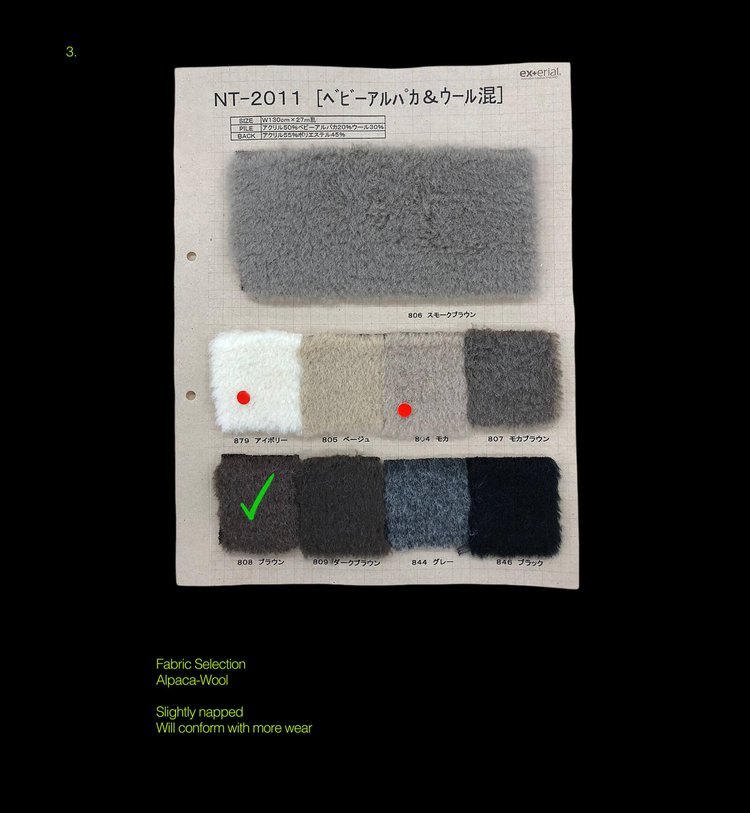 3.
ex+erial.
NT-2011 [ベビーアルパカ&ウール混]
SIZE W130cm×27m乱
PILE アクリル50%ベビーアルパカ20%ウール30%
BACK アクリル55%ポリエステル45%
806 スモークブラウン
879 アイボリー 805 ベージュ 804 モカ 807 モカブラウン
808 ブラウン 809 ダークブラウン 844 グレー 846 ブラック
Fabric Selection
Alpaca-Wool
Slightly napped
Will conform with more wear